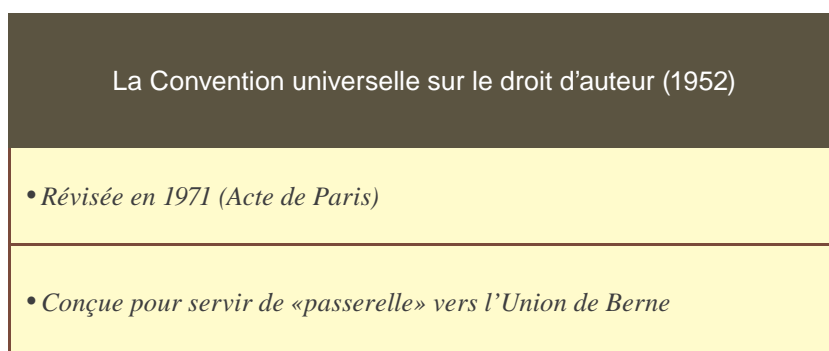 La Convention universelle sur le droit d'auteur (1952)
• Révisée en 1971 (Acte de Paris)
• Conçue pour servir de «passerelle» vers l'Union de Berne